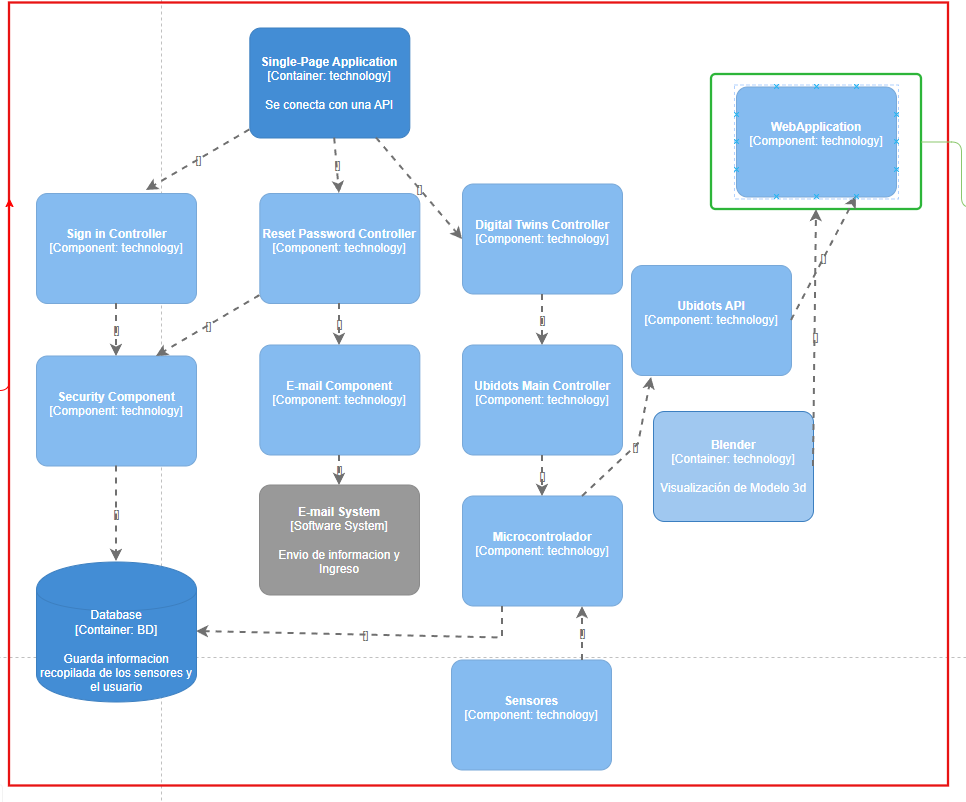 Single-Page Application
[Container: technology]
Se conecta con una API
WebApplication
[Component: technology]
Sign in Controller
[Component: technology]
Reset Password Controller
[Component: technology]
Digital Twins Controller
[Component: technology]
Ubidots API
[Component: technology]
Security Component
[Component: technology]
E-mail Component
[Component: technology]
Ubidots Main Controller
[Component: technology]
Blender
[Container: technology]
Visualización de Modelo 3d
E-mail System
[Software System]
Envio de informacion y
Ingreso
Microcontrolador
[Component: technology]
Database
[Container: BD]
Guarda informacion
recopilada de los sensores y
el usuario
Sensores
[Component: technology]